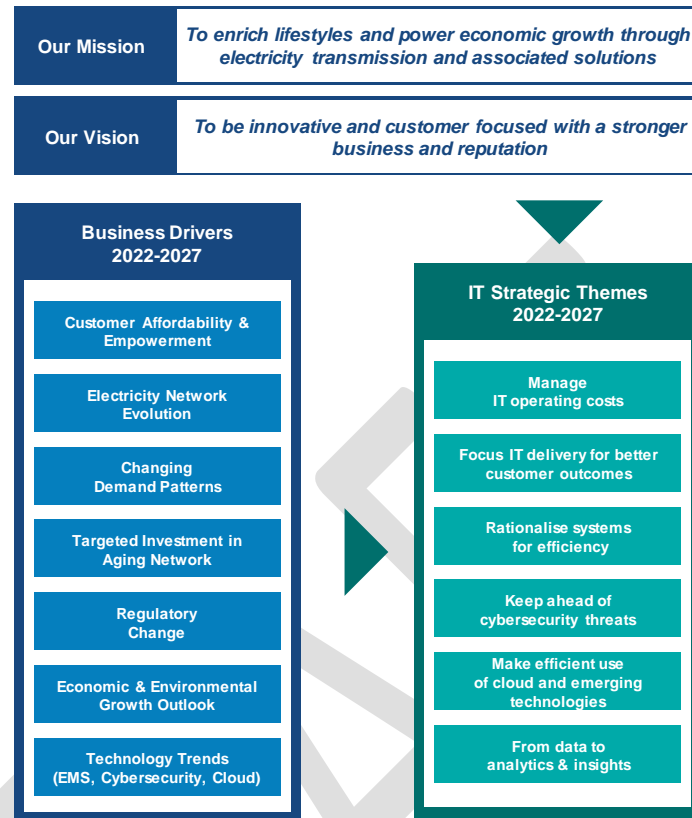 Our Mission
To enrich lifestyles and power economic growth through
electricity transmission and associated solutions
Our Vision
To be innovative and customer focused with a stronger
business and reputation
Business Drivers
2022-2027
Customer Affordability &
Empowerment
Electricity Network
Evolution
Changing
Demand Patterns
Targeted Investment in
Aging Network
Regulatory
Change
Economic & Environmental
Growth Outlook
Technology Trends
(EMS, Cybersecurity, Cloud)
IT Strategic Themes
2022-2027
Manage
IT operating costs
Focus IT delivery for better
customer outcomes
Rationalise systems
for efficiency
Keep ahead of
cybersecurity threats
Make efficient use
of cloud and emerging
technologies
From data to
analytics & insights